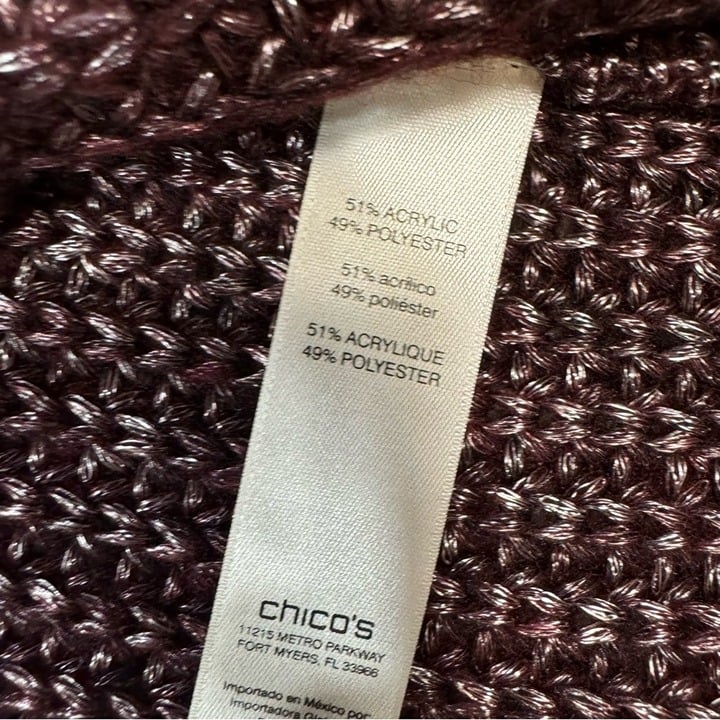 51% ACRYLIC
49% POLYESTER
51% acrílico
49% poliéster
51% ACRYLIQUE
49% POLYESTER
chico's
11215 METRO PARKWAY
FORT MYERS, FL 33966
Importado en México por:
Importadora